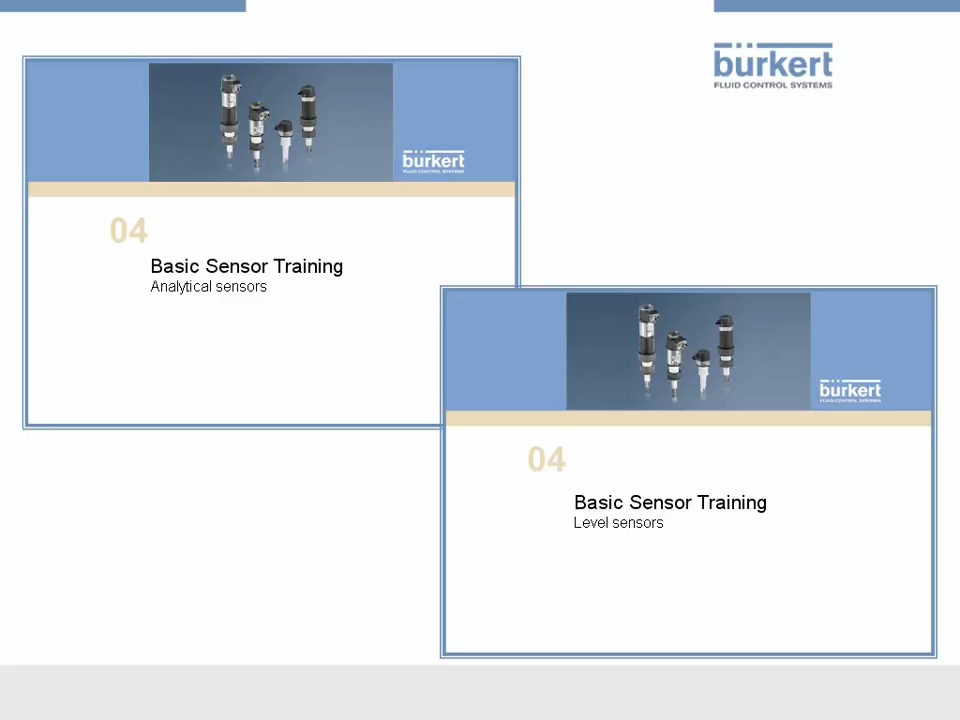 bürkert
FLUID CONTROL SYSTEMS
bürkert
FLUID CONTROL SYSTEMS
04
Basic Sensor Training
Analytical sensors
bürkert
FLUID CONTROL SYSTEMS
04
Basic Sensor Training
Level sensors